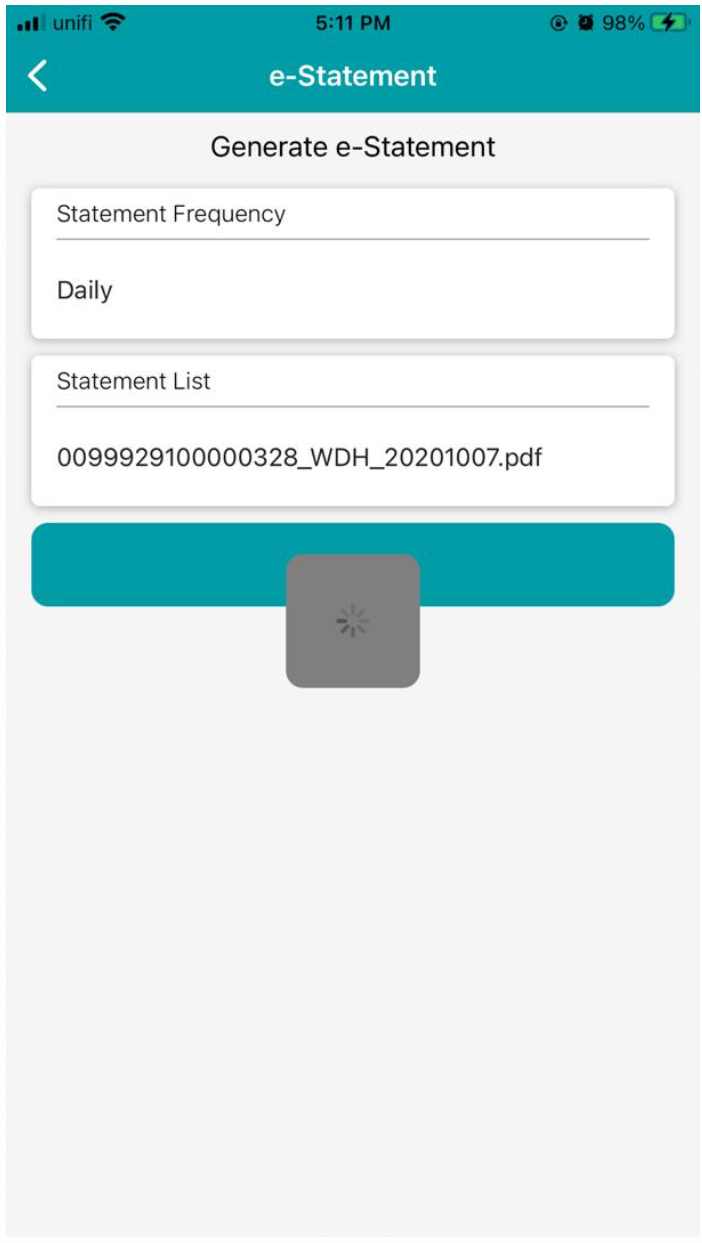 unifi 5:11 PM 98%
e-Statement
Generate e-Statement
Statement Frequency
Daily
Statement List
0099929100000328_WDH_20201007.pdf